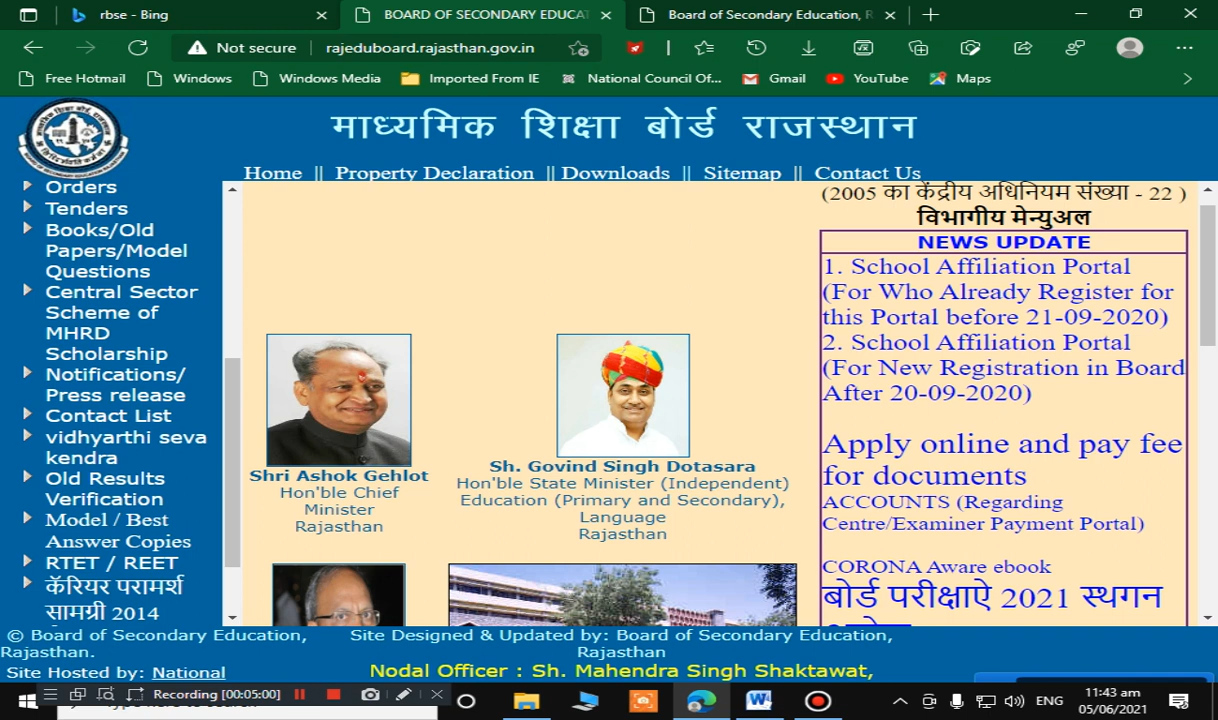 rbse - Bing
BOARD OF SECONDARY EDUCAT
Board of Secondary Education, R
Not secure
rajeduboard.rajasthan.gov.in
Free Hotmail
Windows
Windows Media
Imported From IE
National Council Of...
Gmail
YouTube
Maps
माध्यमिक शिक्षा बोर्ड राजस्थान
Home || Property Declaration || Downloads || Sitemap || Contact Us
Orders
Tenders
Books/Old
Papers/Model
Questions
Central Sector
Scheme of
MHRD
Scholarship
Notifications/
Press release
Contact List
vidhyarthi seva
kendra
Old Results
Verification
Model / Best
Answer Copies
RTET / REET
कॅरियर परामर्श
सामग्री 2014
Shri Ashok Gehlot
Hon'ble Chief
Minister
Rajasthan
Sh. Govind Singh Dotasara
Hon'ble State Minister (Independent)
Education (Primary and Secondary),
Language
Rajasthan
(2005 का केंद्रीय अधिनियम संख्या - 22 )
विभागीय मेन्युअल
NEWS UPDATE
1. School Affiliation Portal
(For Who Already Register for
this Portal before 21-09-2020)
2. School Affiliation Portal
(For New Registration in Board
After 20-09-2020)
Apply online and pay fee
for documents
ACCOUNTS (Regarding
Centre/Examiner Payment Portal)
CORONA Aware ebook
बोर्ड परीक्षाऐ 2021 स्थगन
© Board of Secondary Education,
Rajasthan.
Site Hosted by: National
Site Designed & Updated by: Board of Secondary Education,
Rajasthan
Nodal Officer : Sh. Mahendra Singh Shaktawat,
Recording [00:05:00]
Type here to search
ENG
11:43 am
05/06/2021